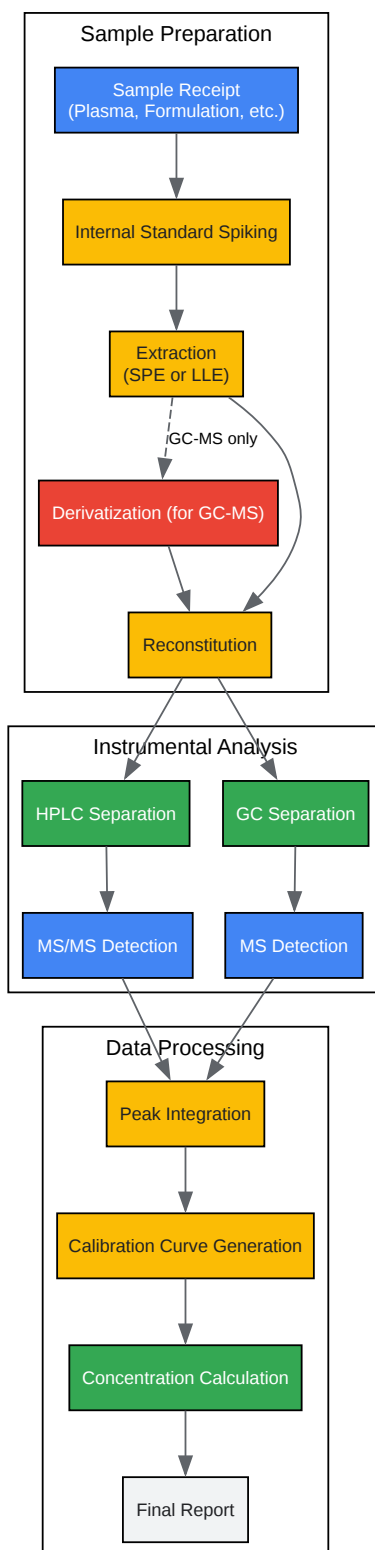 Sample Preparation
Sample Receipt
(Plasma, Formulation, etc.)
Internal Standard Spiking
Extraction
(SPE or LLE)
GC-MS only
Derivatization (for GC-MS)
Reconstitution
Instrumental Analysis
HPLC Separation
GC Separation
MS/MS Detection
MS Detection
Data Processing
Peak Integration
Calibration Curve Generation
Concentration Calculation
Final Report